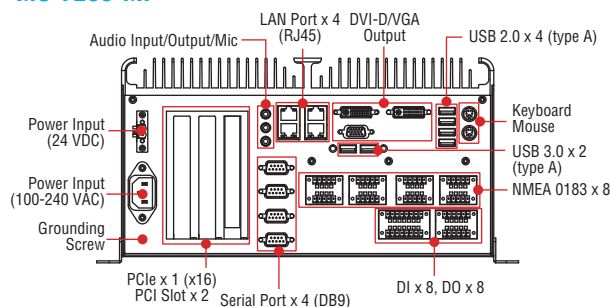 LAN Port x 4
(RJ45)
DVI-D/VGA
Output
Audio Input/Output/Mic
USB 2.0 x 4 (type A)
Power Input
(24 VDC)
Keyboard
Mouse
USB 3.0 x 2
(type A)
Power Input
(100-240 VAC)
NMEA 0183 x 8
Grounding
Screw
PCIe x 1 (x16)
PCI Slot x 2
Serial Port x 4 (DB9)
DI x 8, DO x 8